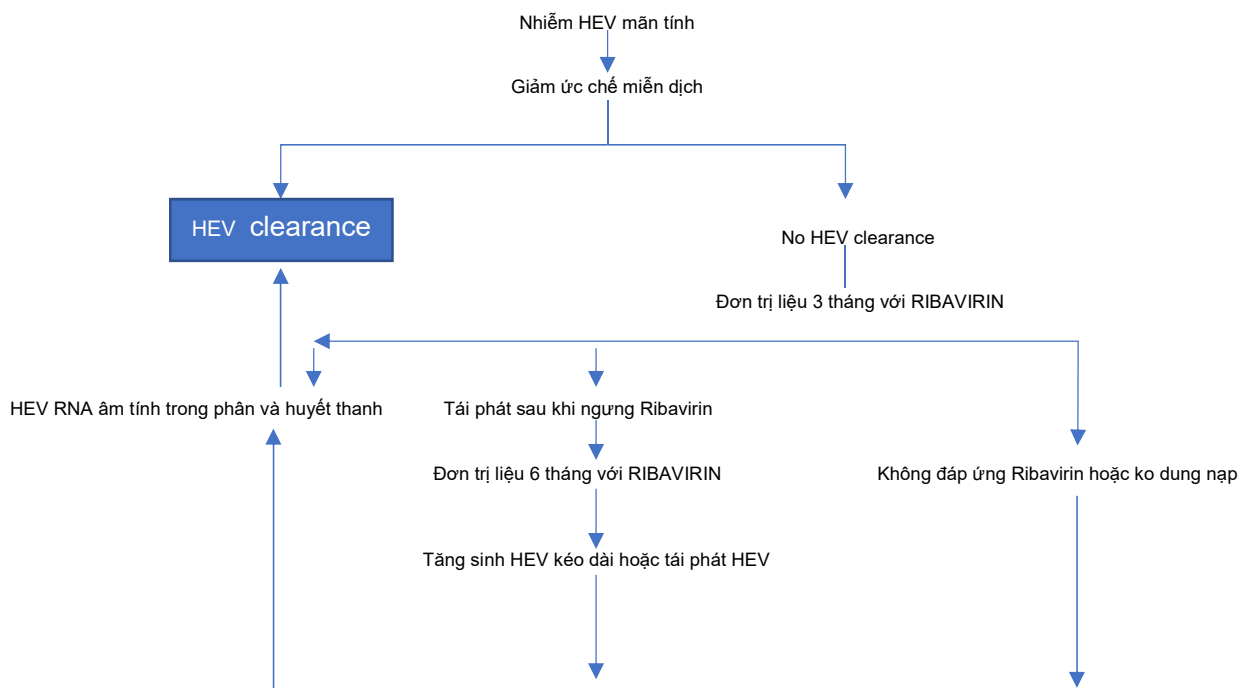 Nhiễm HEV mãn tính
Giảm ức chế miễn dịch
HEV clearance
No HEV clearance
Đơn trị liệu 3 tháng với RIBAVIRIN
HEV RNA âm tính trong phân và huyết thanh
Tái phát sau khi ngưng Ribavirin
Đơn trị liệu 6 tháng với RIBAVIRIN
Không đáp ứng Ribavirin hoặc ko dung nạp
Tăng sinh HEV kéo dài hoặc tái phát HEV